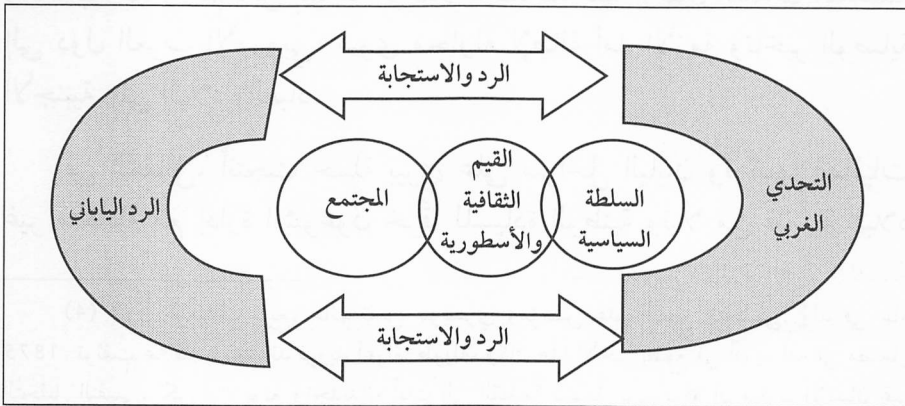 الرد والاستجابة
التحدي
الغربي
السلطة
السياسية
القيم
الثقافية
والأسطورية
المجتمع
الرد الياباني
الرد والاستجابة